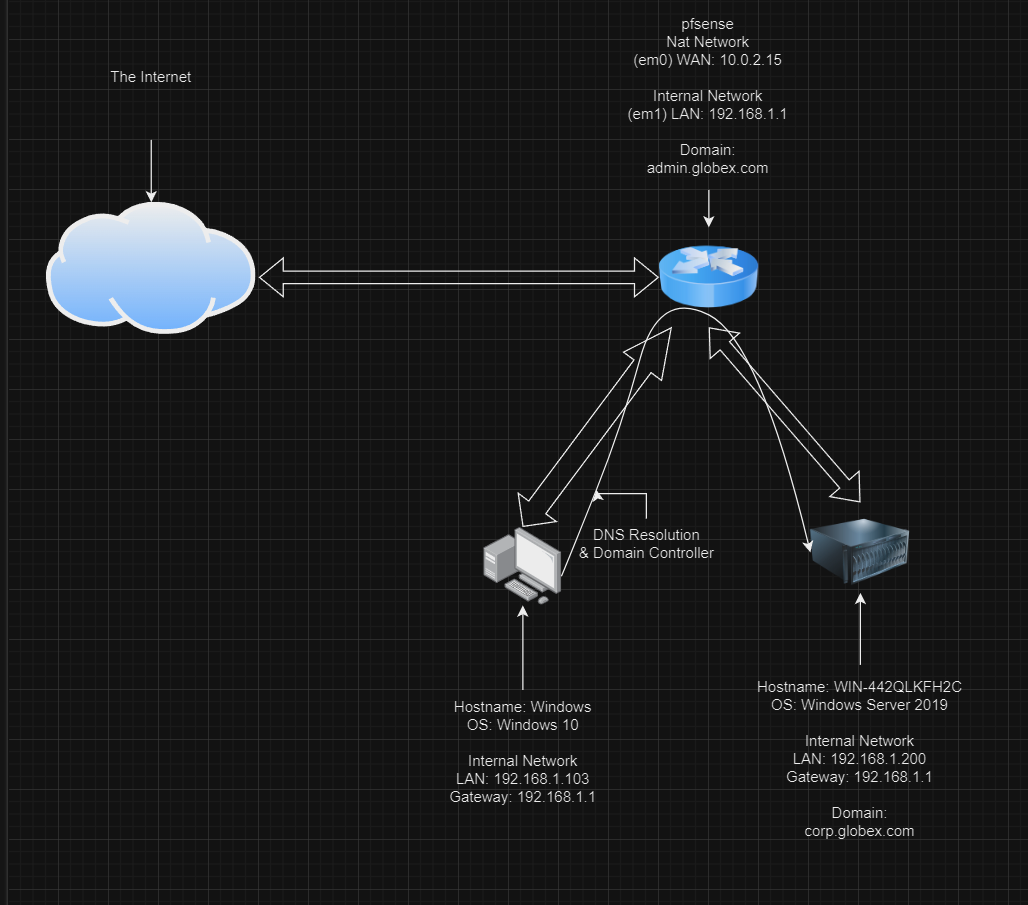 The Internet
pfsense
Nat Network
(em0) WAN: 10.0.2.15
Internal Network
(em1) LAN: 192.168.1.1
Domain:
admin.globex.com
DNS Resolution
& Domain Controller
Hostname: Windows
OS: Windows 10
Internal Network
LAN: 192.168.1.103
Gateway: 192.168.1.1
Hostname: WIN-442QLKFH2C
OS: Windows Server 2019
Internal Network
LAN: 192.168.1.200
Gateway: 192.168.1.1
Domain:
corp.globex.com